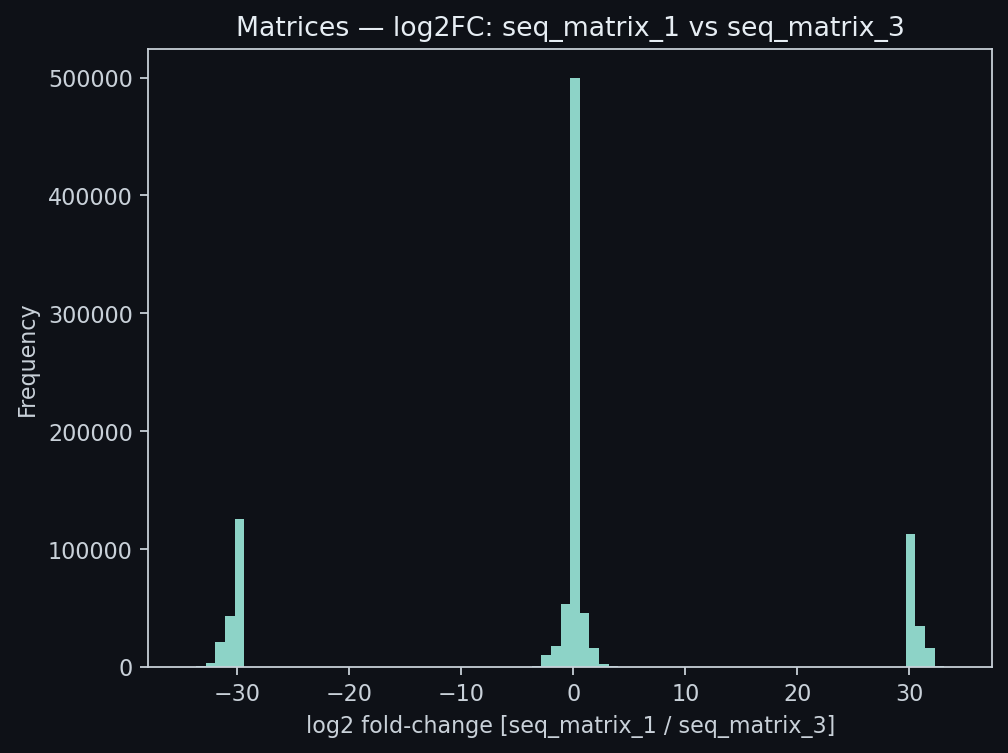 Matrices — log2FC: seq_matrix_1 vs seq_matrix_3
500000
400000
300000
200000
100000
0
Frequency
−30 −20 −10 0 10 20 30
log2 fold-change [seq_matrix_1 / seq_matrix_3]